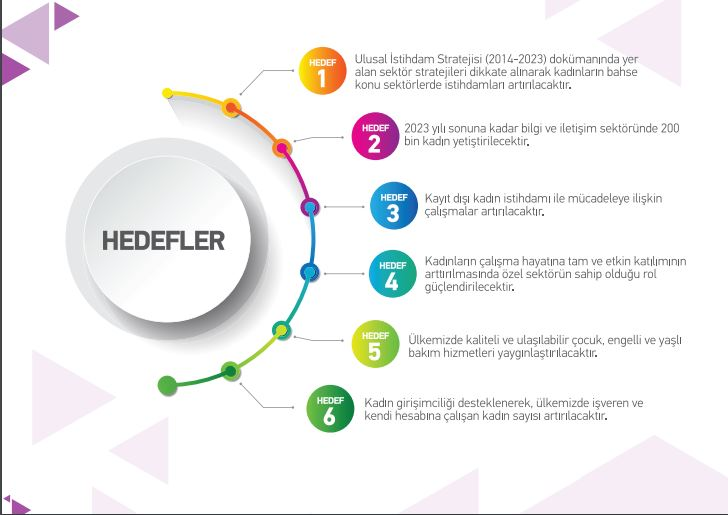 HEDEFLER
HEDEF
1
Ulusal İstihdam Stratejisi (2014-2023) dokümanında yer
alan sektör stratejileri dikkate alınarak kadınların bahse
konu sektörlerde istihdamları artırılacaktır.
HEDEF
2
2023 yılı sonuna kadar bilgi ve iletişim sektöründe 200
bin kadın yetiştirilecektir.
HEDEF
3
Kayıt dışı kadın istihdamı ile mücadeleye ilişkin
çalışmalar artırılacaktır.
HEDEF
4
Kadınların çalışma hayatına tam ve etkin katılımının
arttırılmasında özel sektörün sahip olduğu rol
güçlendirilecektir.
HEDEF
5
Ülkemizde kaliteli ve ulaşılabilir çocuk, engelli ve yaşlı
bakım hizmetleri yaygınlaştırılacaktır.
HEDEF
6
Kadın girişimciliği desteklenerek, ülkemizde işveren ve
kendi hesabına çalışan kadın sayısı artırılacaktır.